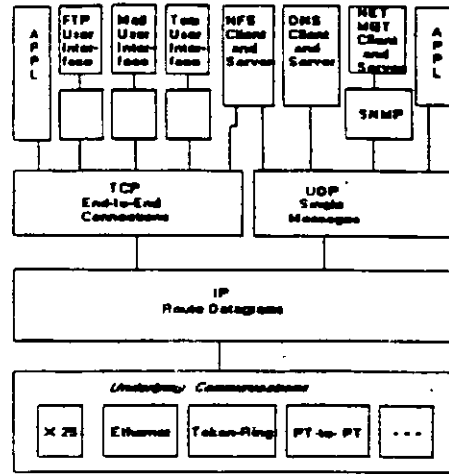 APPL
FTP
User
Inter-
face
Mail
User
Inter-
face
User
Inter-
face
NFS
Client
and
Server
DNS
Client
and
Server
NET
MGT
Client
and
Server
APPL
SNMP
TCP
End-to-End
Connections
UDP
Single
Messages
IP
Route Datagrams
Underlying Communications
X 25
Ethernet
Token-Ring
PT-to-PT
---